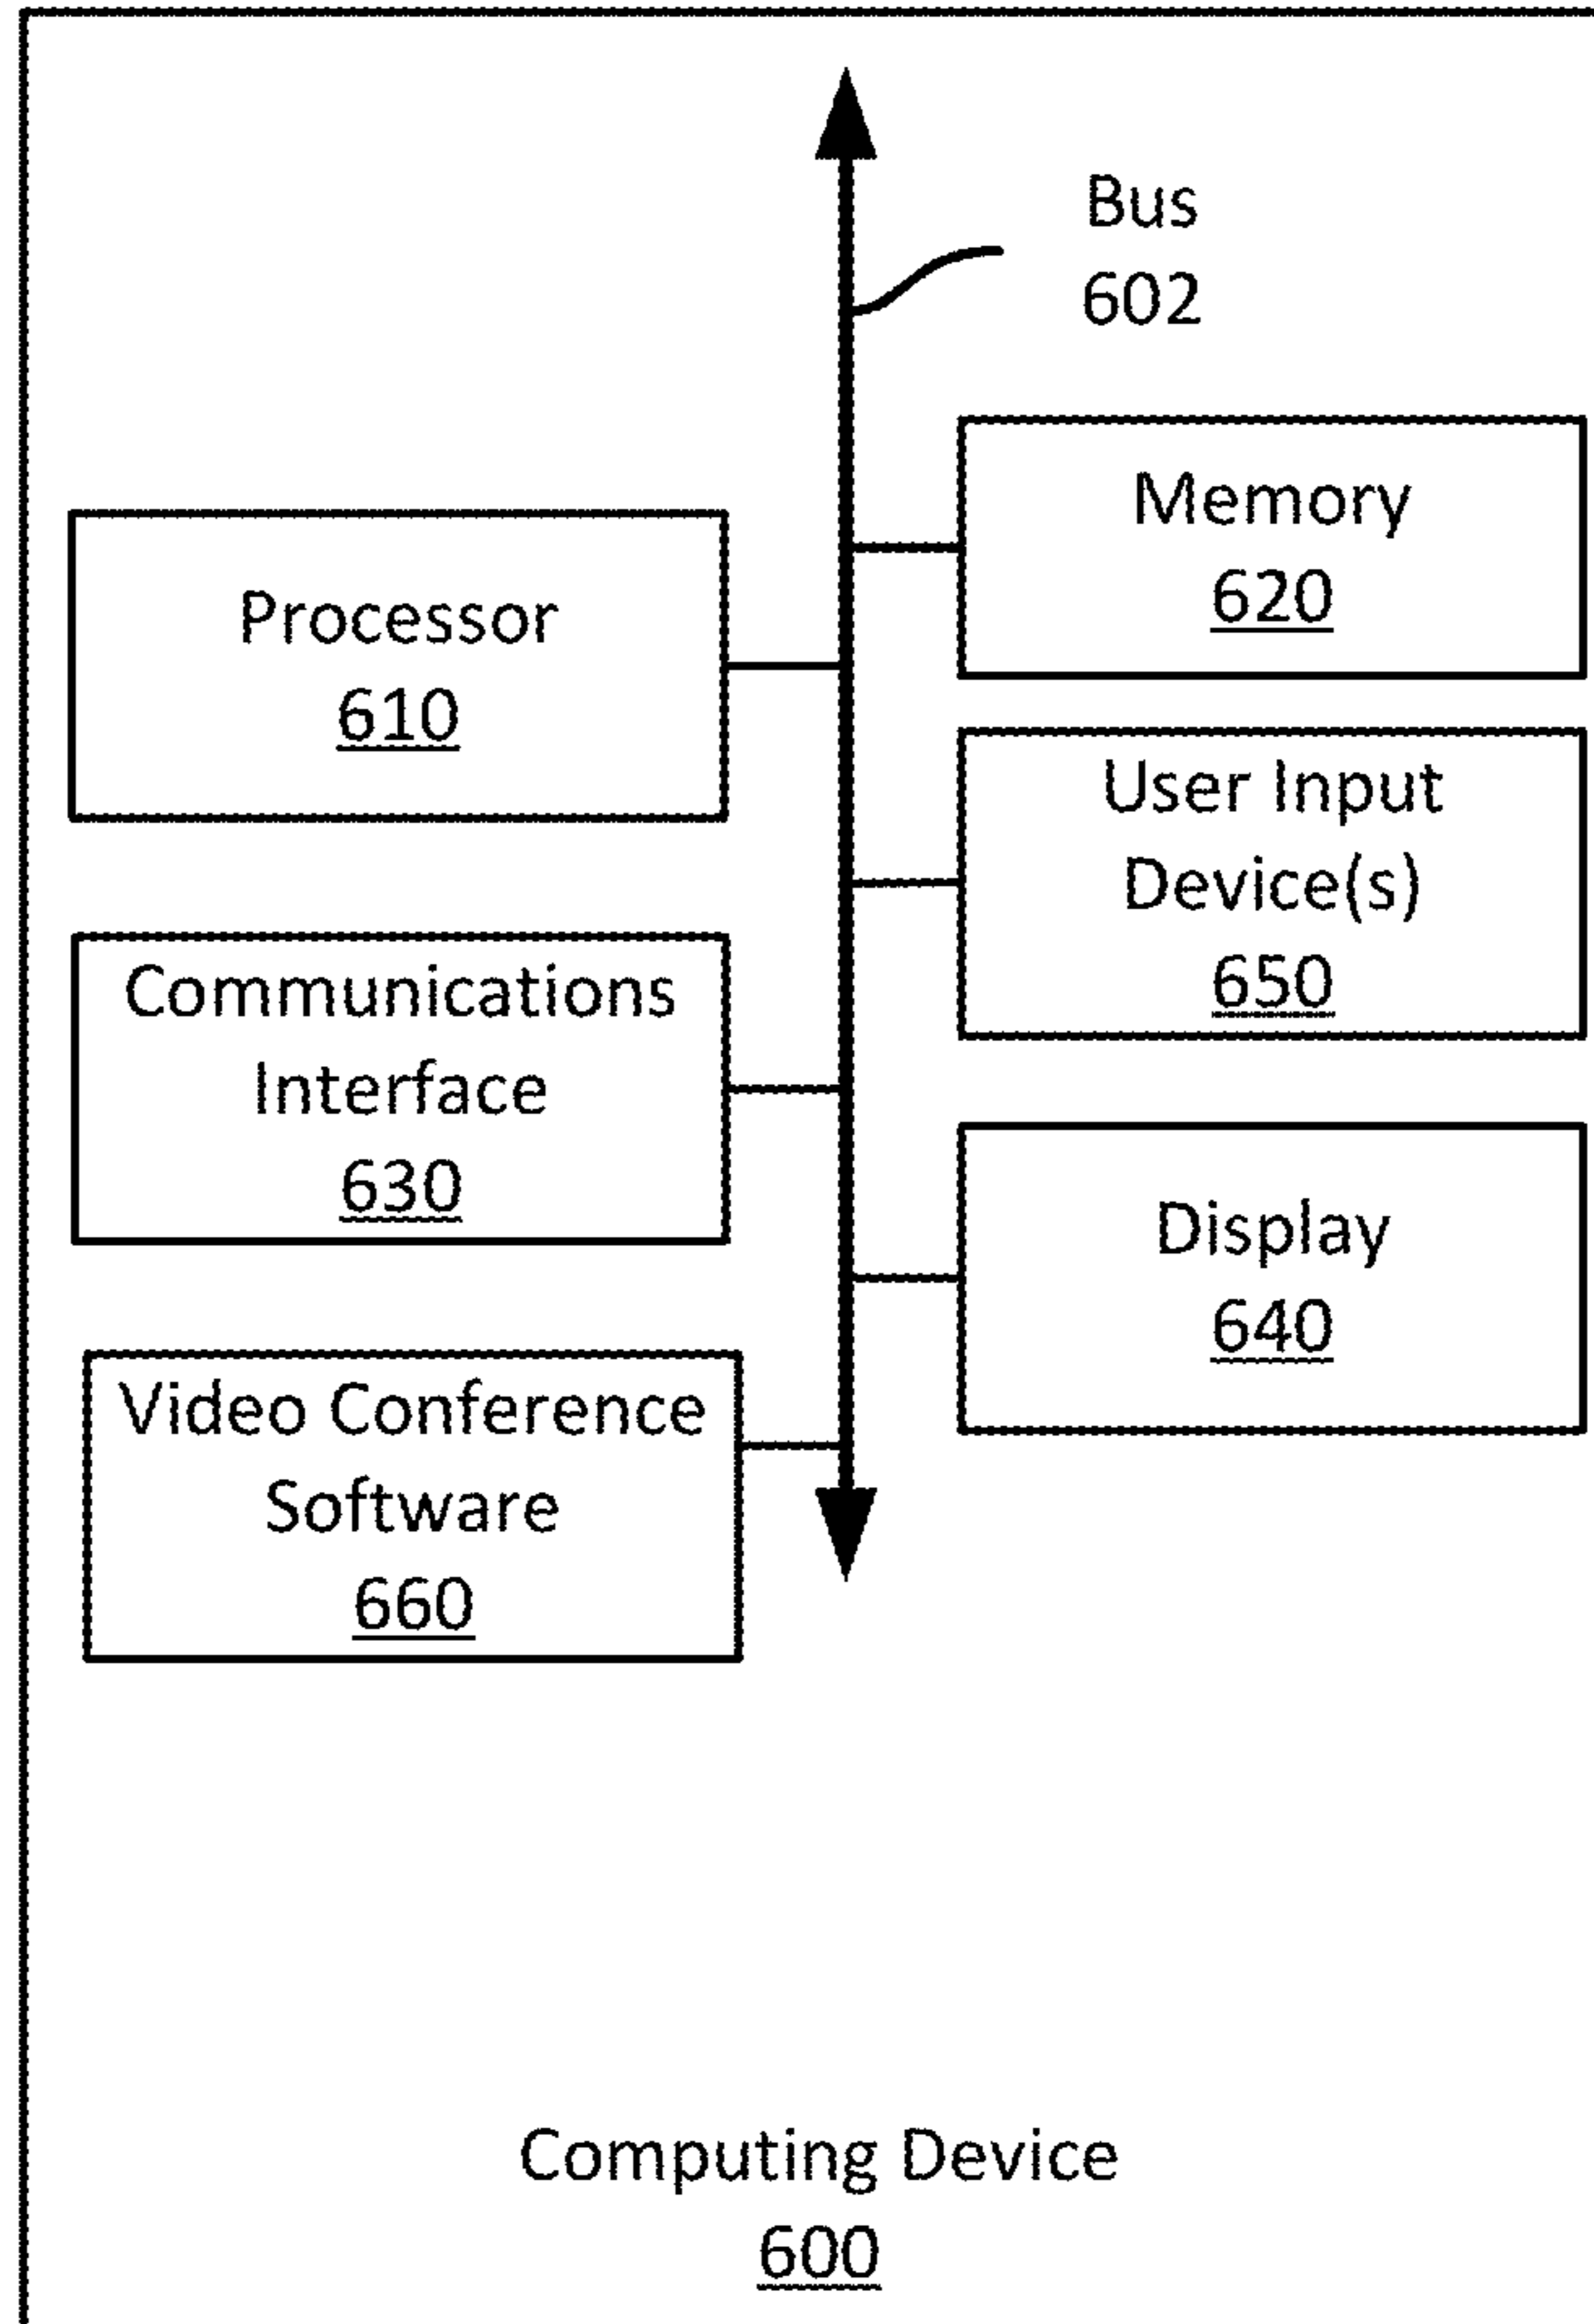 Bus
602
Memory
620
Processor
610
User Input
Device(s)
650
Communications
Interface
630
Display
640
Video Conference
Software
660
Computing Device
600